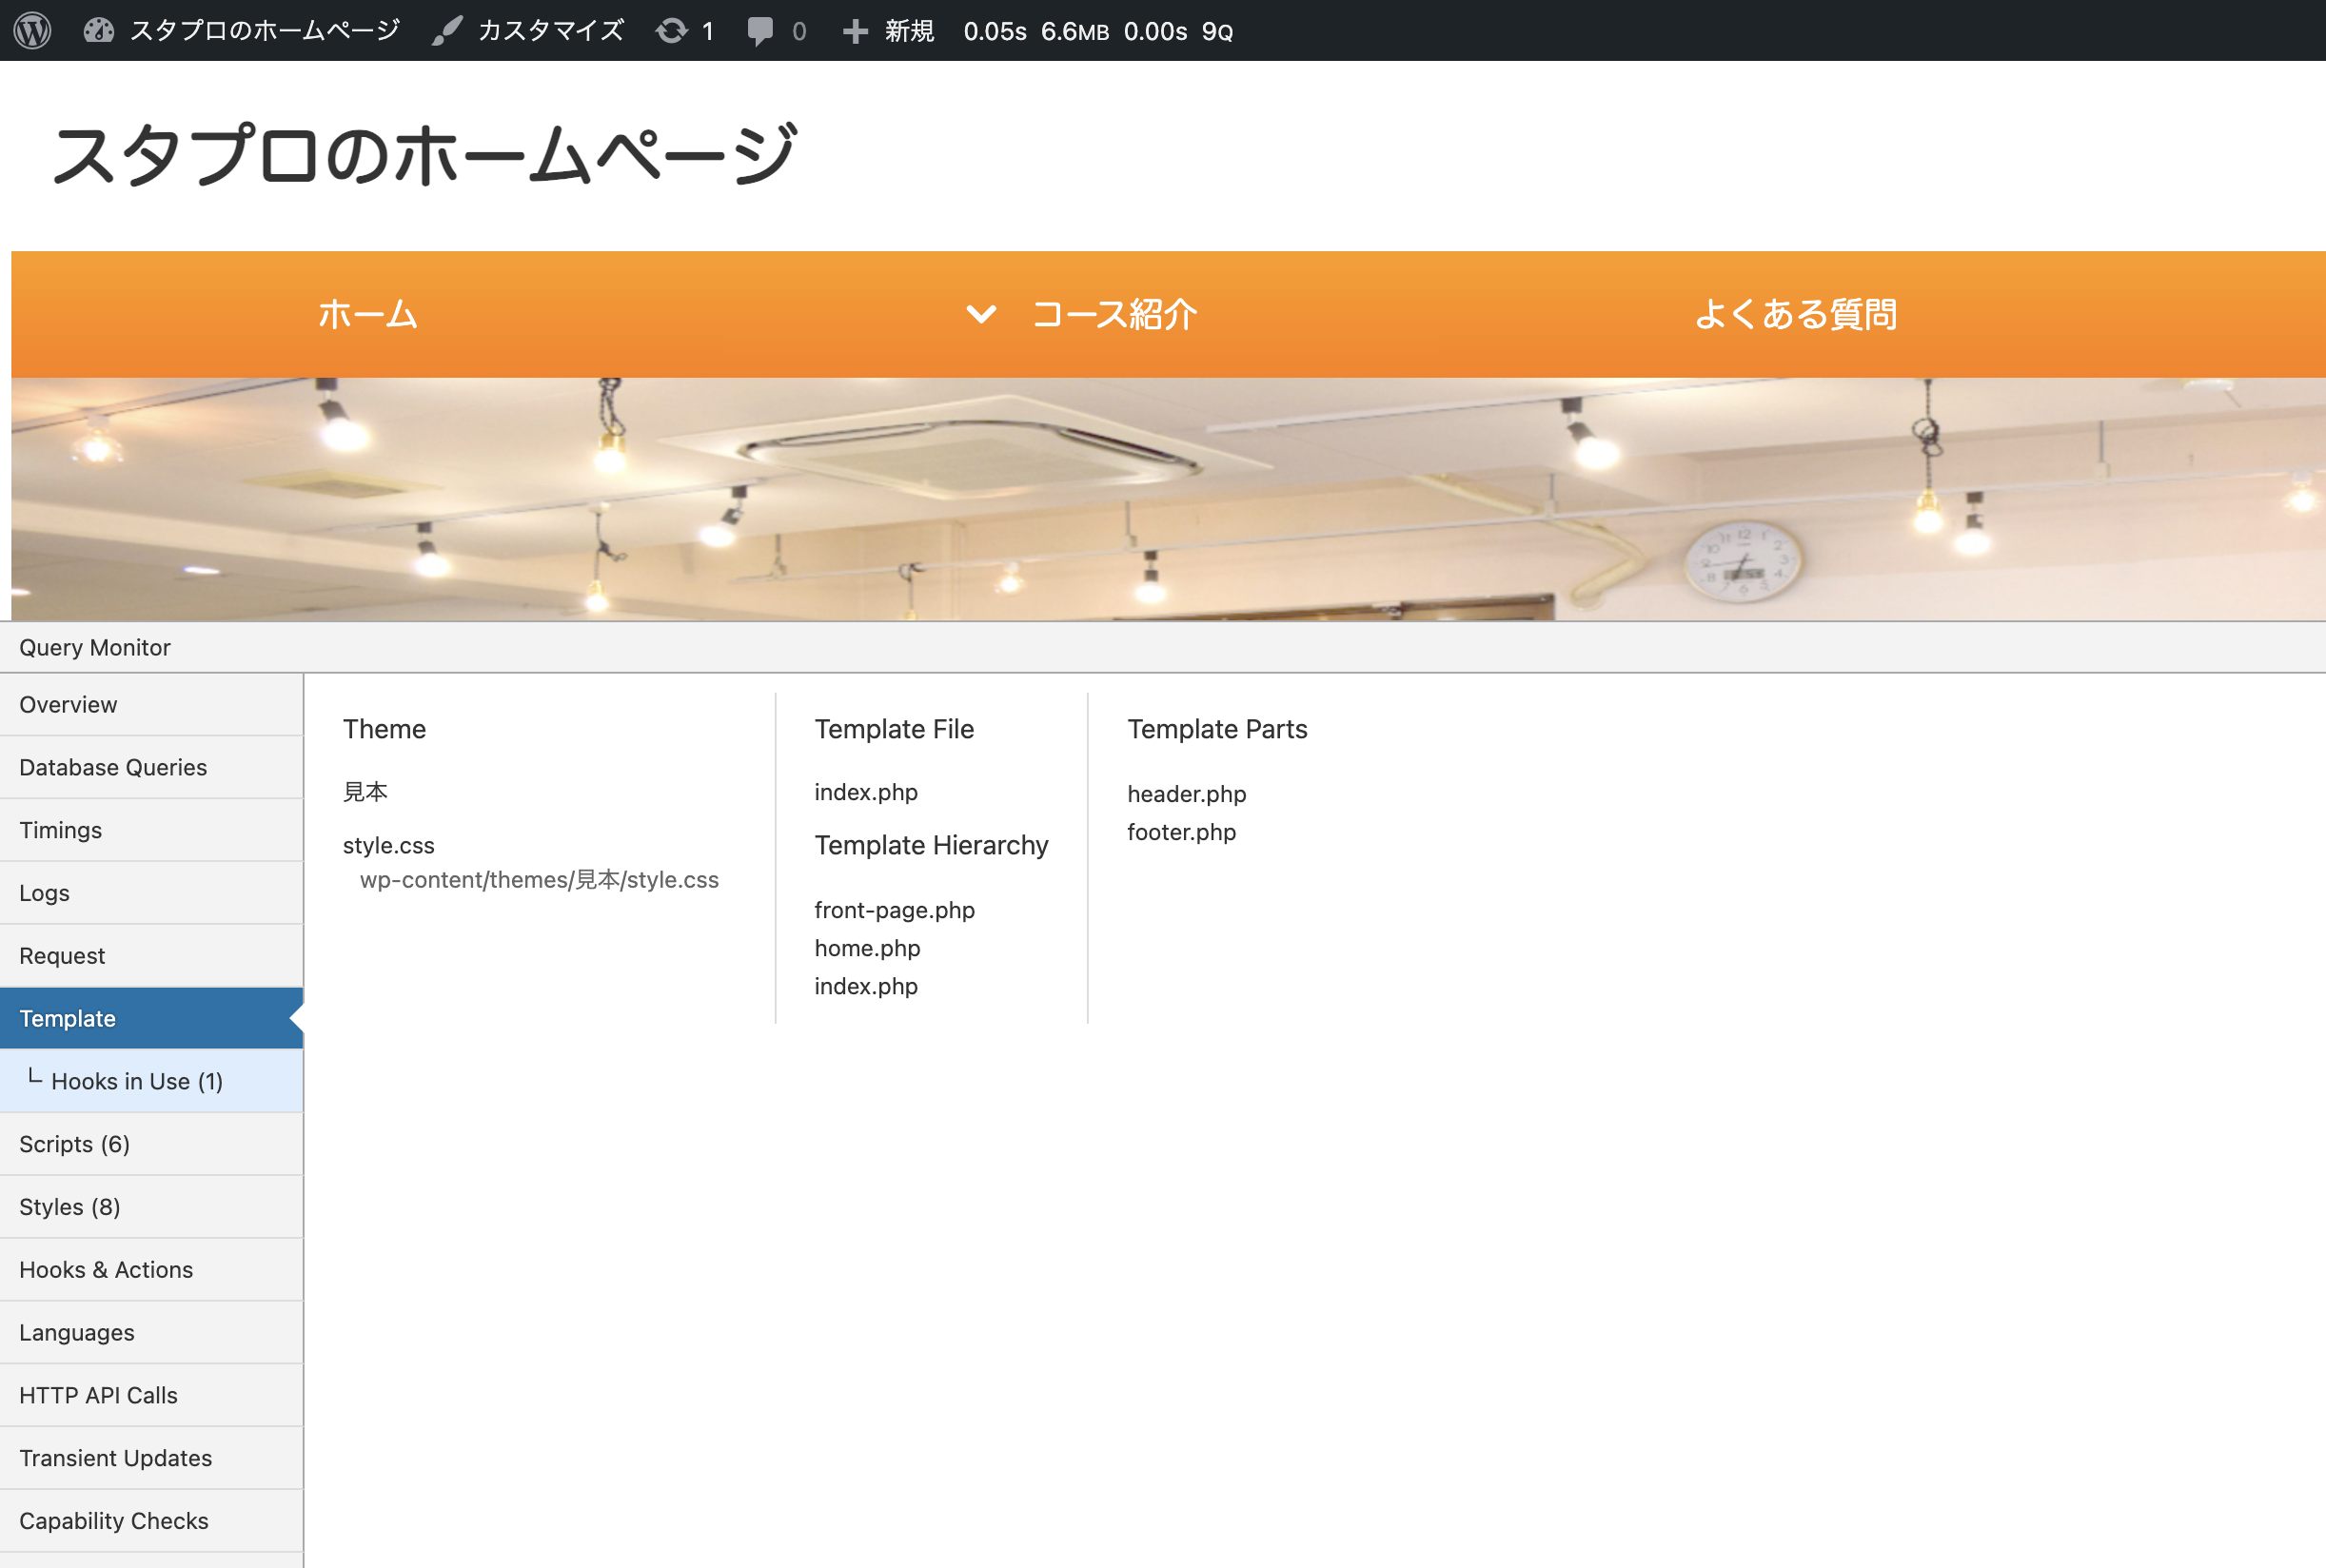 スタプロのホームページ カスタマイズ 1 0 新規 0.05s 6.6MB 0.00s 9Q
スタプロのホームページ
ホーム コース紹介 よくある質問
Query Monitor
Overview
Database Queries
Timings
Logs
Request
Template
Hooks in Use (1)
Scripts (6)
Styles (8)
Hooks & Actions
Languages
HTTP API Calls
Transient Updates
Capability Checks
Theme
見本
style.css
wp-content/themes/見本/style.css
Template File
index.php
Template Hierarchy
front-page.php
home.php
index.php
Template Parts
header.php
footer.php